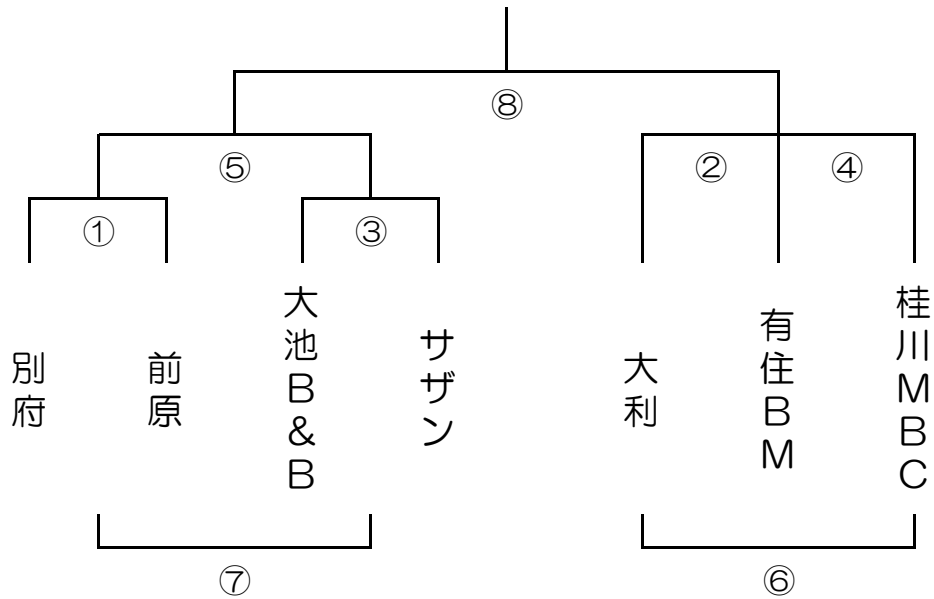 ⑧
⑤
②
④
①
③
別府
前原
大池B&B
サザン
大利
有住BM
桂川MBC
⑦
⑥